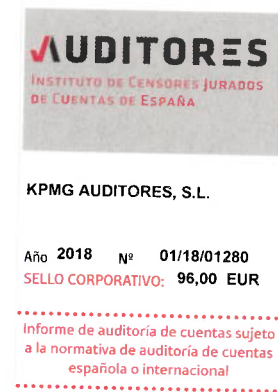 AUDITORES
INSTITUTO DE CENSORES JURADOS
DE CUENTAS DE ESPAÑA
KPMG AUDITORES, S.L.
Año 2018 Nº 01/18/01280
SELLO CORPORATIVO: 96,00 EUR
Informe de auditoría de cuentas sujeto
a la normativa de auditoría de cuentas
española o internacional